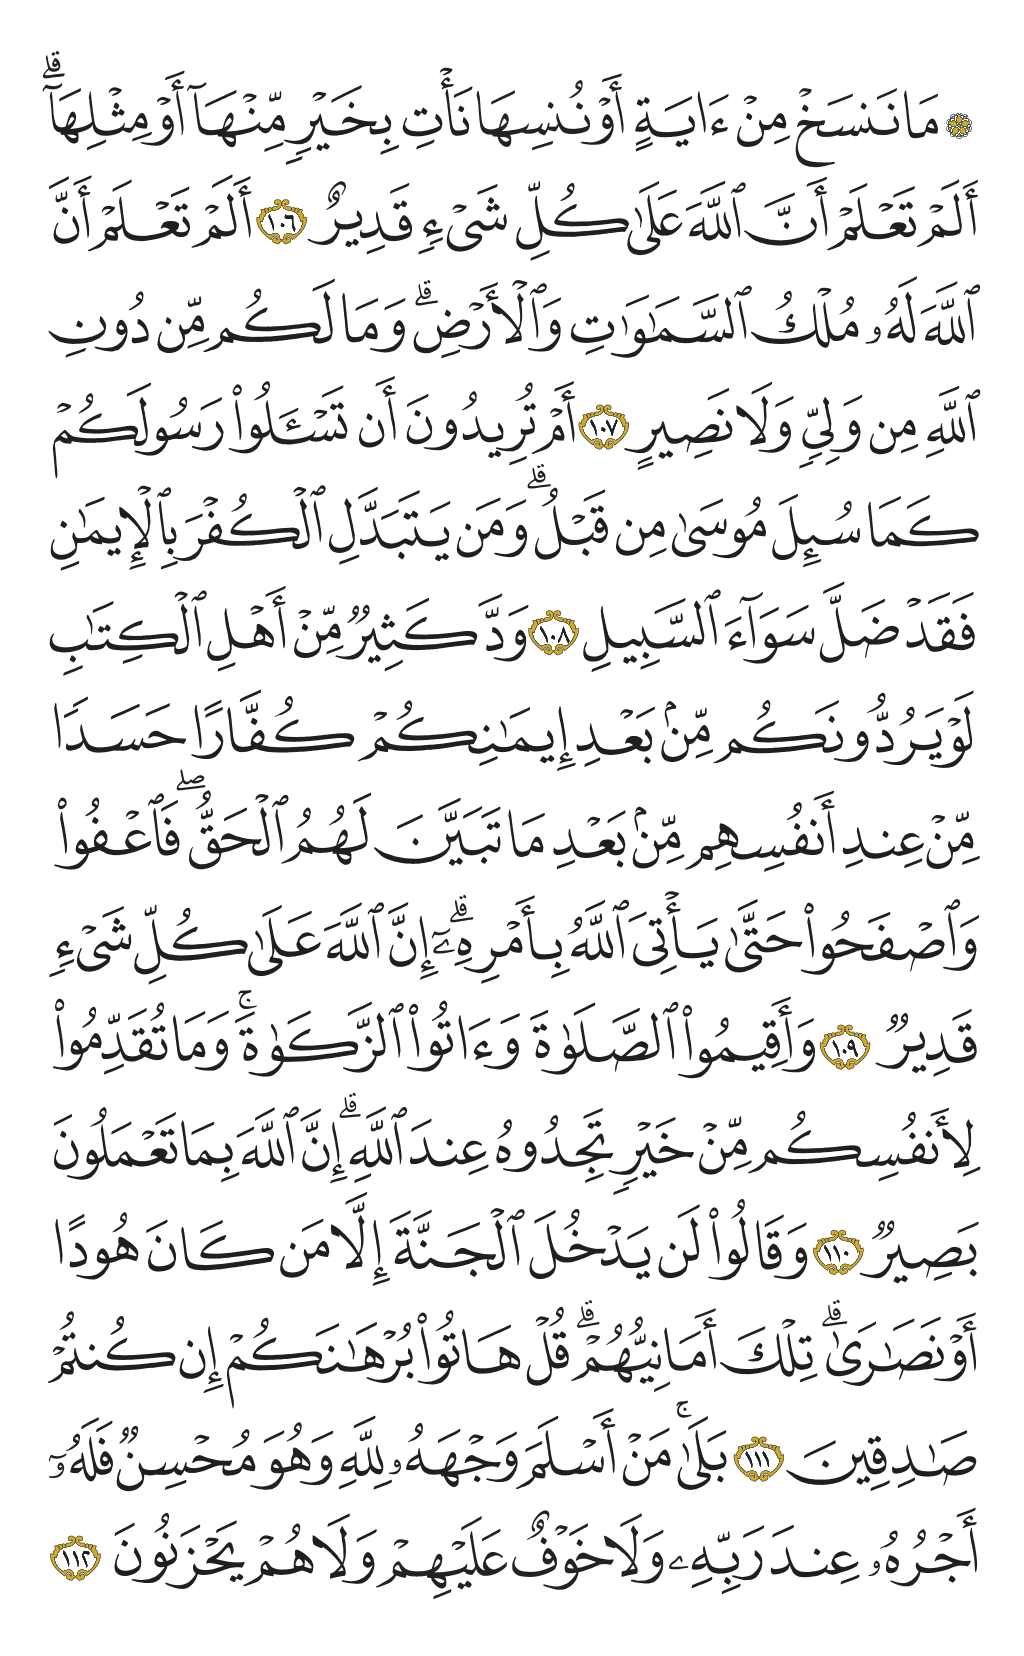 ۞ مَا نَنسَخۡ مِنۡ ءَايَةٍ أَوۡ نُنسِهَا نَأۡتِ بِخَيۡرٖ مِّنۡهَآ أَوۡ مِثۡلِهَآۗ
أَلَمۡ تَعۡلَمۡ أَنَّ ٱللَّهَ عَلَىٰ كُلِّ شَيۡءٖ قَدِيرٌ ١٠٦ أَلَمۡ تَعۡلَمۡ أَنَّ
ٱللَّهَ لَهُۥ مُلۡكُ ٱلسَّمَٰوَٰتِ وَٱلۡأَرۡضِۗ وَمَا لَكُم مِّن دُونِ
ٱللَّهِ مِن وَلِيّٖ وَلَا نَصِيرٍ ١٠٧ أَمۡ تُرِيدُونَ أَن تَسۡـَٔلُواْ رَسُولَكُمۡ
كَمَا سُئِلَ مُوسَىٰ مِن قَبۡلُۗ وَمَن يَتَبَدَّلِ ٱلۡكُفۡرَ بِٱلۡإِيمَٰنِ
فَقَدۡ ضَلَّ سَوَآءَ ٱلسَّبِيلِ ١٠٨ وَدَّ كَثِيرٞ مِّنۡ أَهۡلِ ٱلۡكِتَٰبِ
لَوۡ يَرُدُّونَكُم مِّنۢ بَعۡدِ إِيمَٰنِكُمۡ كُفَّارًا حَسَدٗا
مِّنۡ عِندِ أَنفُسِهِم مِّنۢ بَعۡدِ مَا تَبَيَّنَ لَهُمُ ٱلۡحَقُّۖ فَٱعۡفُواْ
وَٱصۡفَحُواْ حَتَّىٰ يَأۡتِيَ ٱللَّهُ بِأَمۡرِهِۦٓۗ إِنَّ ٱللَّهَ عَلَىٰ كُلِّ شَيۡءٖ
قَدِيرٞ ١٠٩ وَأَقِيمُواْ ٱلصَّلَوٰةَ وَءَاتُواْ ٱلزَّكَوٰةَۚ وَمَا تُقَدِّمُواْ
لِأَنفُسِكُم مِّنۡ خَيۡرٖ تَجِدُوهُ عِندَ ٱللَّهِۗ إِنَّ ٱللَّهَ بِمَا تَعۡمَلُونَ
بَصِيرٞ ١١٠ وَقَالُواْ لَن يَدۡخُلَ ٱلۡجَنَّةَ إِلَّا مَن كَانَ هُودًا
أَوۡ نَصَٰرَىٰۗ تِلۡكَ أَمَانِيُّهُمۡۗ قُلۡ هَاتُواْ بُرۡهَٰنَكُمۡ إِن كُنتُمۡ
صَٰدِقِينَ ١١١ بَلَىٰۚ مَنۡ أَسۡلَمَ وَجۡهَهُۥ لِلَّهِ وَهُوَ مُحۡسِنٞ فَلَهُۥٓ
أَجۡرُهُۥ عِندَ رَبِّهِۦ وَلَا خَوۡفٌ عَلَيۡهِمۡ وَلَا هُمۡ يَحۡزَنُونَ ١١٢